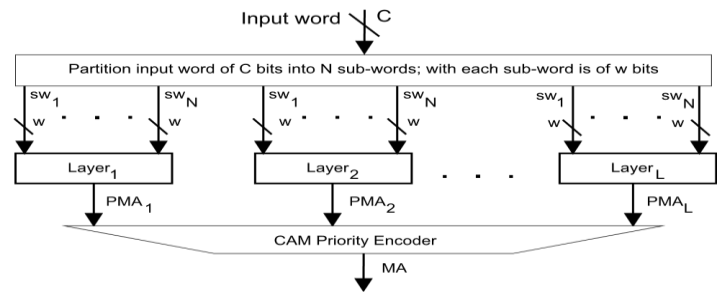 Input word C
Partition input word of C bits into N sub-words; with each sub-word is of w bits
sw1 swN sw1 swN sw1 swN
w w w w w w
Layer1 Layer2 LayerL
PMA1 PMA2 PMAL
CAM Priority Encoder
MA